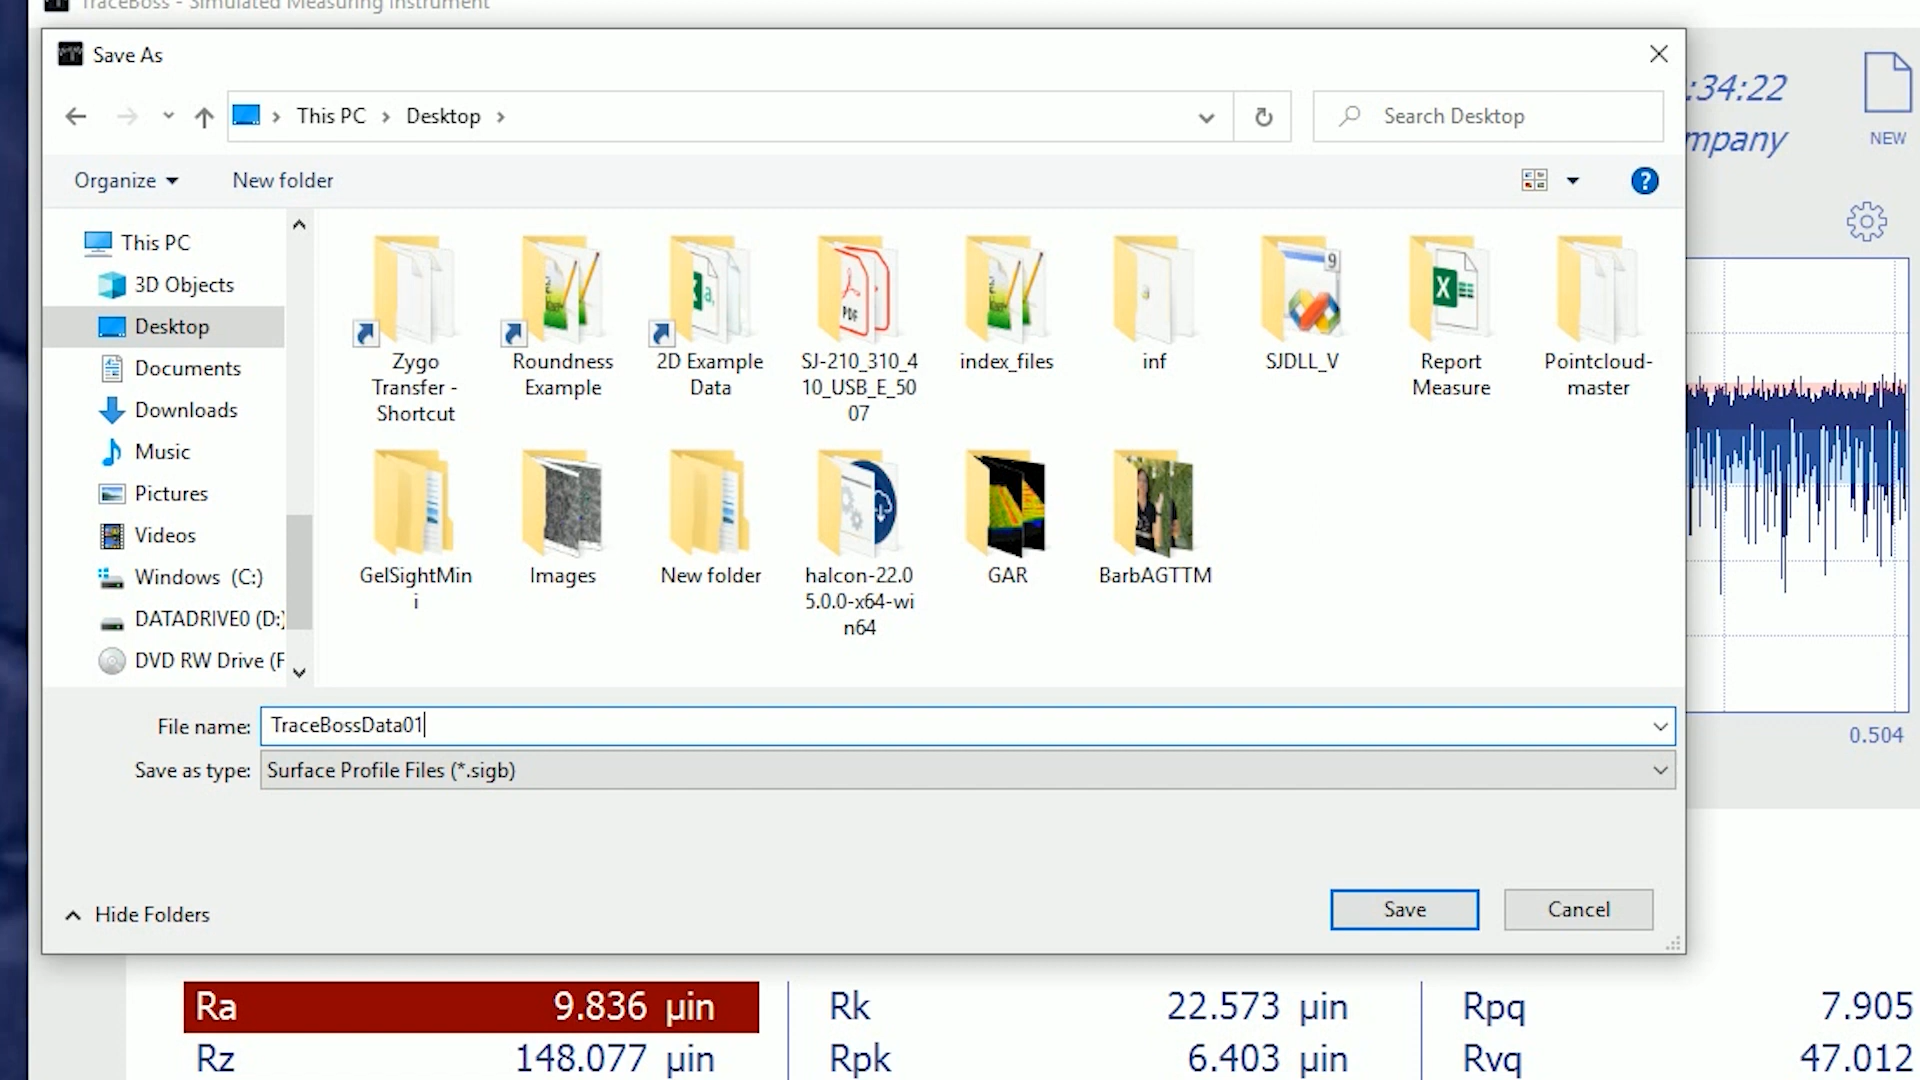 TraceBoss - Simulated Measuring Instrument
Save As
:34:22
mpany
NEW
This PC
Desktop
Search Desktop
Organize
New folder
This PC
3D Objects
Desktop
Documents
Downloads
Music
Pictures
Videos
Windows (C:)
DATADRIVE0 (D:)
DVD RW Drive (F
Zygo
Transfer -
Shortcut
Roundness
Example
2D Example
Data
SJ-210_310_4
10_USB_E_50
07
index_files
inf
SJDLL_V
Report
Measure
Pointcloud-
master
GelSightMin
i
Images
New folder
halcon-22.0
5.0.0-x64-wi
n64
GAR
BarbAGTTM
0.504
File name: TraceBossData01
Save as type: Surface Profile Files (*.sigb)
Hide Folders
Save
Cancel
Ra 9.836 µin
Rk 22.573 µin
Rpq 7.905
Rz 148.077 µin
Rpk 6.403 µin
Rvq 47.012